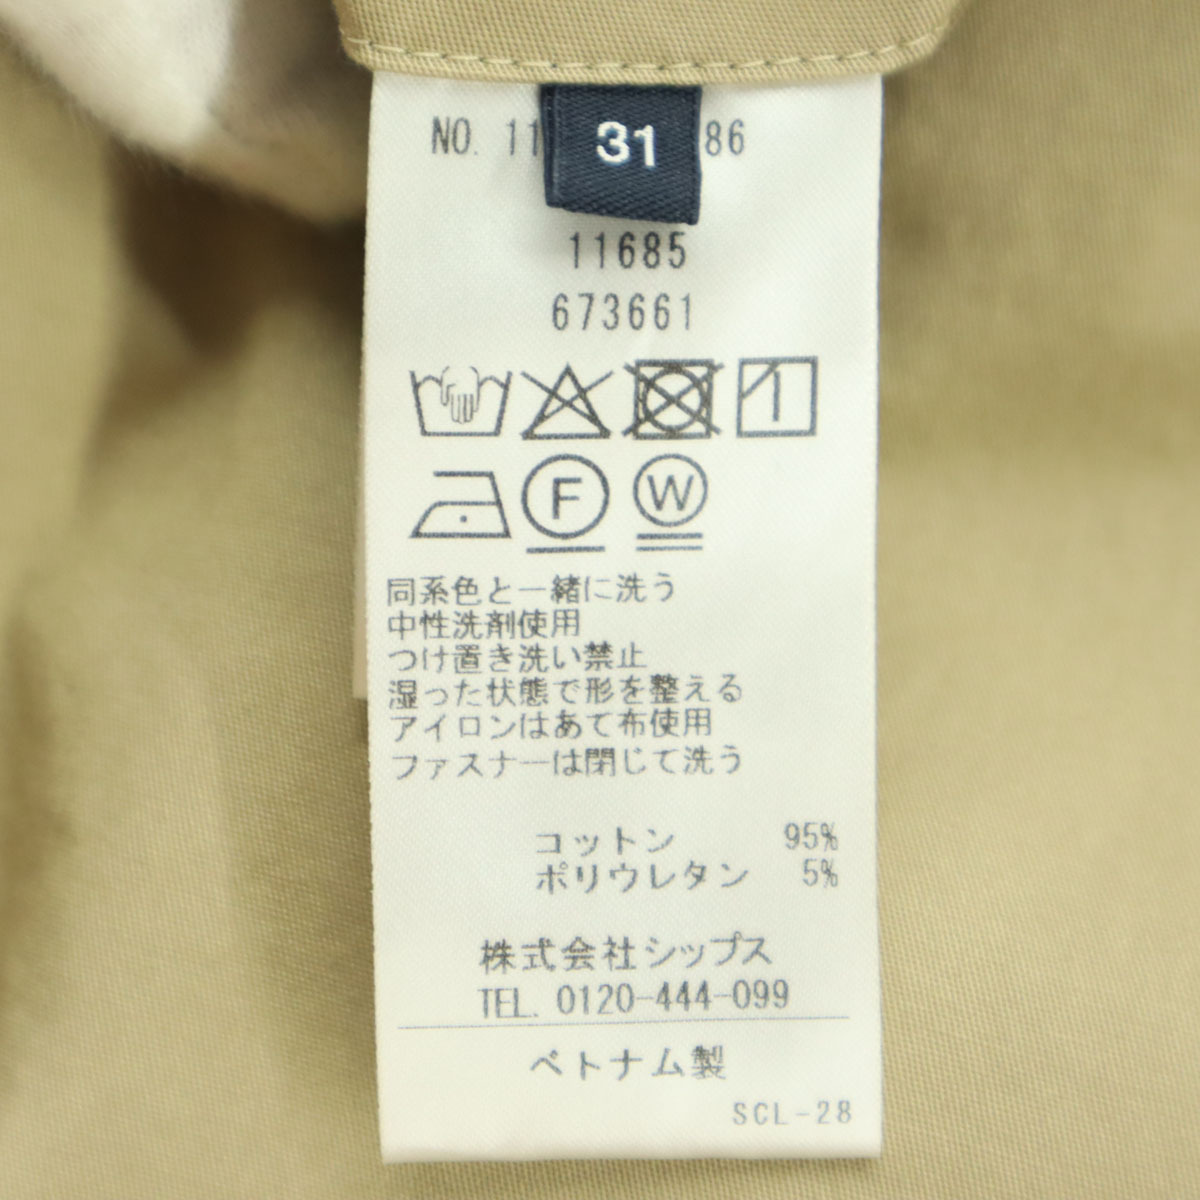 NO. 11 86
31
11685
673661
F W
同系色と一緒に洗う
中性洗剤使用
つけ置き洗い禁止
湿った状態で形を整える
アイロンはあて布使用
ファスナーは閉じて洗う
コットン 95%
ポリウレタン 5%
株式会社シップス
TEL. 0120-444-099
ベトナム製
SCL-28